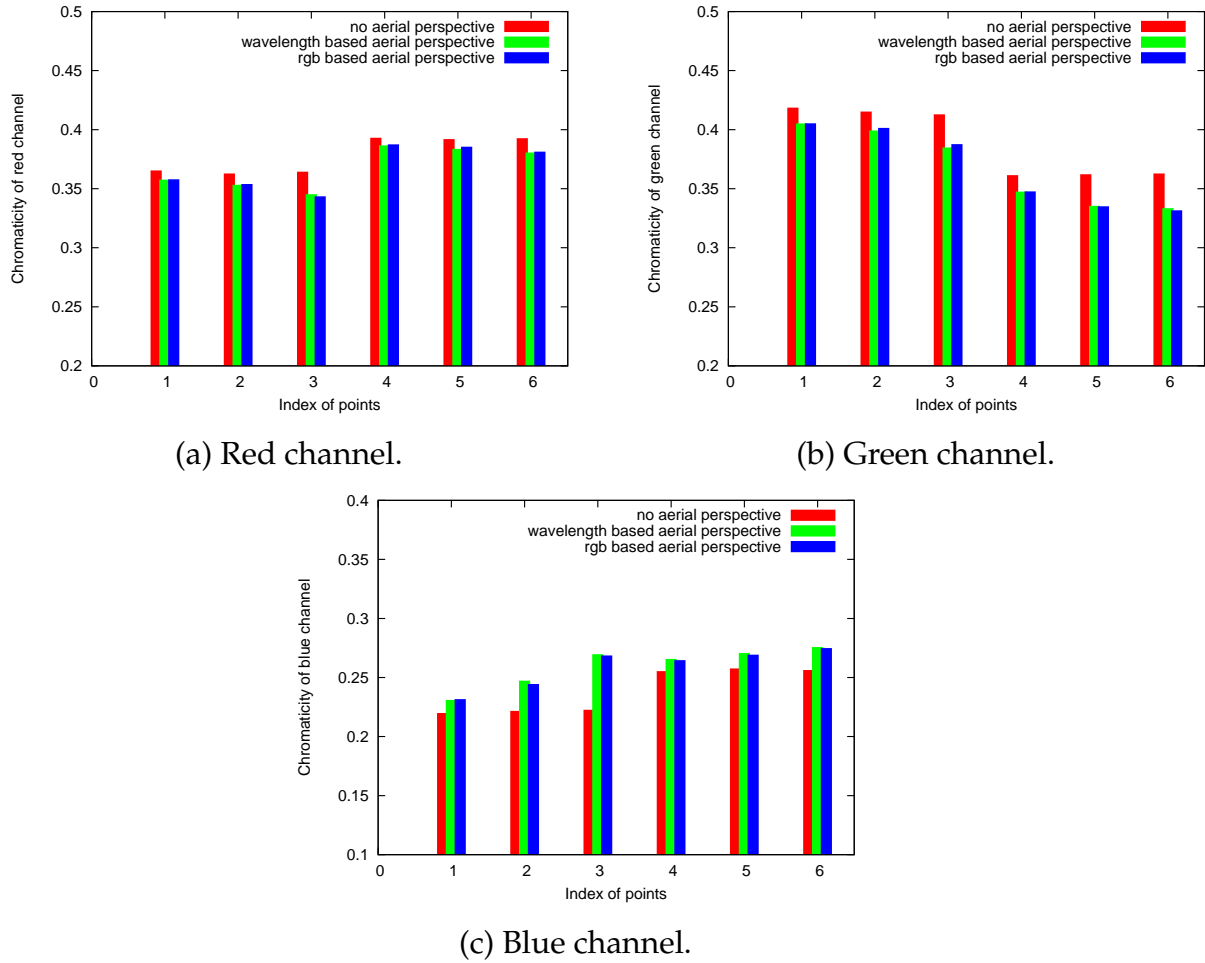 0.5
0.45
0.4
0.35
0.3
0.25
0.2
0 1 2 3 4 5 6
Chromaticity of red channel
Index of points
no aerial perspective
wavelength based aerial perspective
rgb based aerial perspective
(a) Red channel.
0.5
0.45
0.4
0.35
0.3
0.25
0.2
0 1 2 3 4 5 6
Chromaticity of green channel
Index of points
no aerial perspective
wavelength based aerial perspective
rgb based aerial perspective
(b) Green channel.
0.4
0.35
0.3
0.25
0.2
0.15
0.1
0 1 2 3 4 5 6
Chromaticity of blue channel
Index of points
no aerial perspective
wavelength based aerial perspective
rgb based aerial perspective
(c) Blue channel.